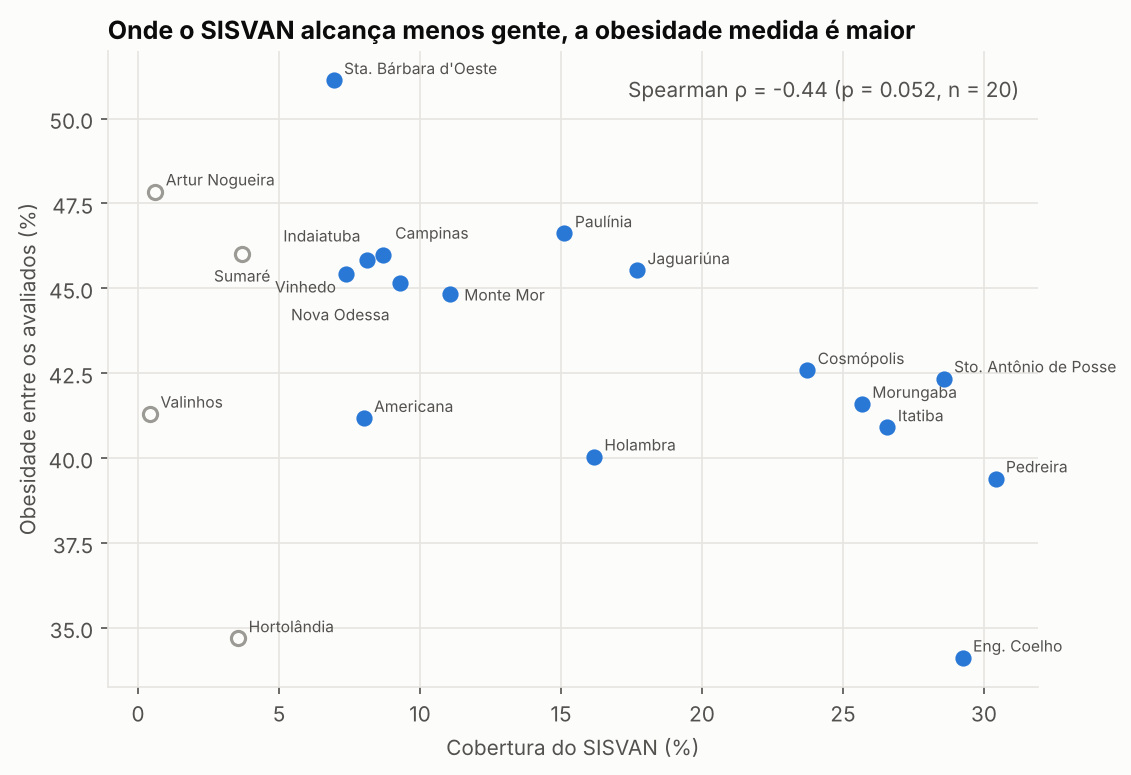 Onde o SISVAN alcança menos gente, a obesidade medida é maior
Sta. Bárbara d'Oeste
Spearman ρ = -0.44 (p = 0.052, n = 20)
50.0
Artur Nogueira
47.5
Paulínia
Indaiatuba
Campinas
Jaguariúna
Sumaré
Vinhedo
45.0
Monte Mor
Nova Odessa
Cosmópolis
Sto. Antônio de Posse
42.5
Morungaba
Valinhos
Americana
Itatiba
Holambra
40.0
Pedreira
37.5
Hortolândia
35.0
Eng. Coelho
Obesidade entre os avaliados (%)
0
5
10
15
20
25
30
Cobertura do SISVAN (%)